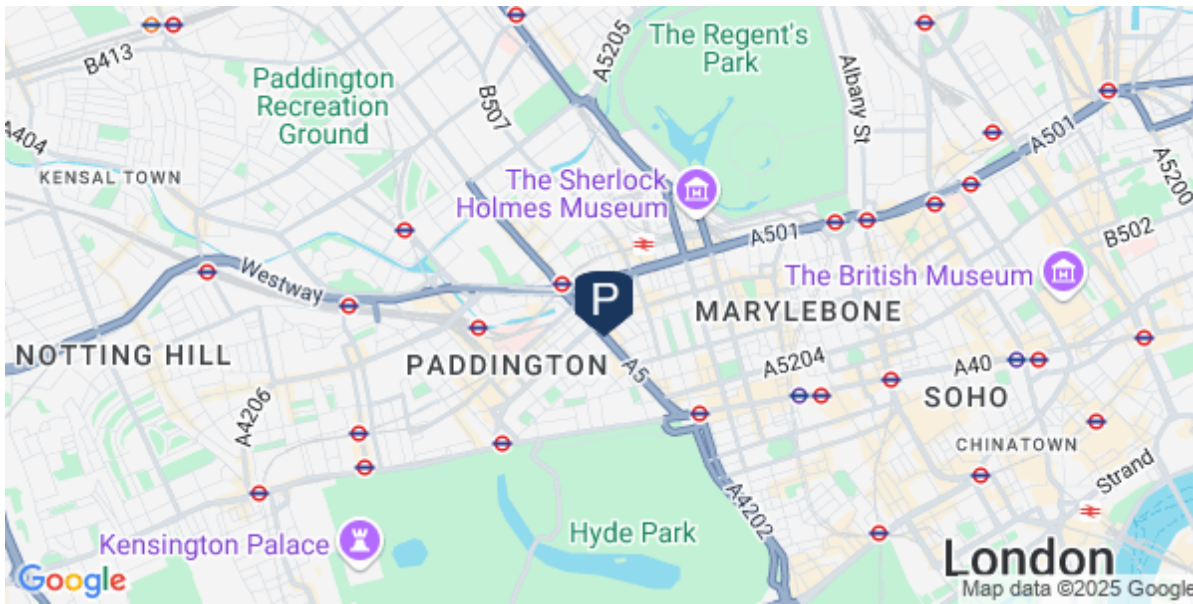 The Regent's
Park
A5205
B413
Albany St
Paddington
Recreation
Ground
B507
A501
A404
A5200
KENSAL TOWN
The Sherlock
Holmes Museum
A501
B502
Westway
The British Museum
P
MARYLEBONE
NOTTING HILL
PADDINGTON
A5
A5204
A40
SOHO
A4206
CHINATOWN
Strand
A4202
Hyde Park
Kensington Palace
London
Google
Map data ©2025 Google